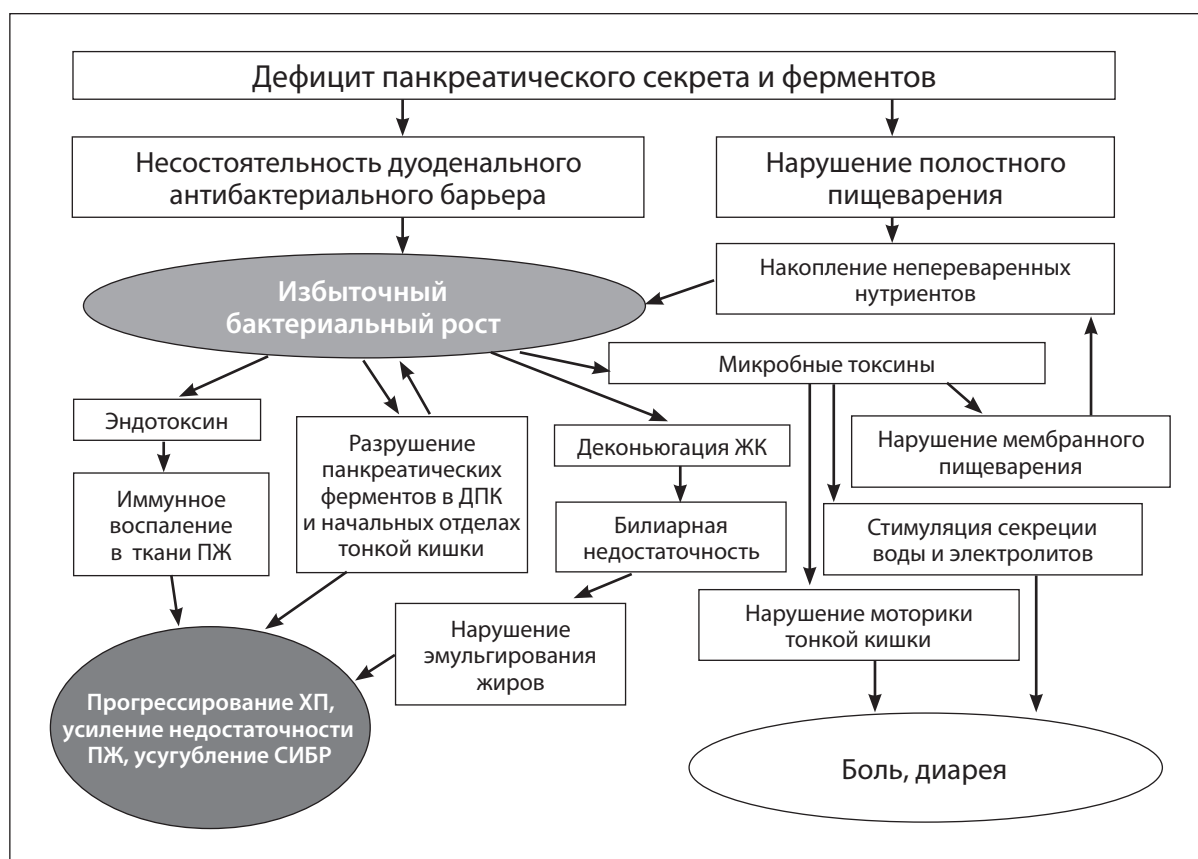 Дефицит панкреатического секрета и ферментов
Несостоятельность дуоденального
антибактериального барьера
Нарушение полостного
пищеварения
Избыточный
бактериальный рост
Накопление непереваренных
нутриентов
Микробные токсины
Эндотоксин
Разрушение
панкреатических
ферментов в ДПК
и начальных отделах
тонкой кишки
Деконьюгация ЖК
Нарушение мембранного
пищеварения
Иммунное
воспаление
в ткани ПЖ
Билиарная
недостаточность
Стимуляция секреции
воды и электролитов
Нарушение
эмульгирования
жиров
Нарушение моторики
тонкой кишки
Прогрессирование ХП,
усиление недостаточности
ПЖ, усугубление СИБР
Боль, диарея